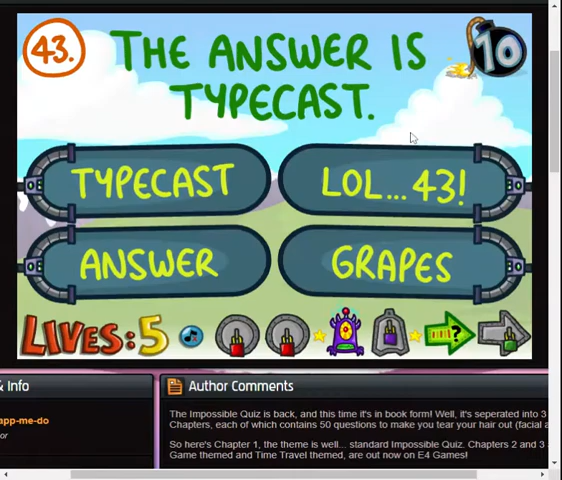 43.
THE ANSWER IS
TYPECAST.
10
TYPECAST
LOL... 43!
ANSWER
GRAPES
LIVES:5
?
& Info
Author Comments
app-me-do
or
The Impossible Quiz is back, and this time it's in book form! Well, it's seperated into 3
Chapters, each of which contains 50 questions to make you tear your hair out (facial a
So here's Chapter 1, the theme is well... standard Impossible Quiz. Chapters 2 and 3
Game themed and Time Travel themed, are out now on E4 Games!